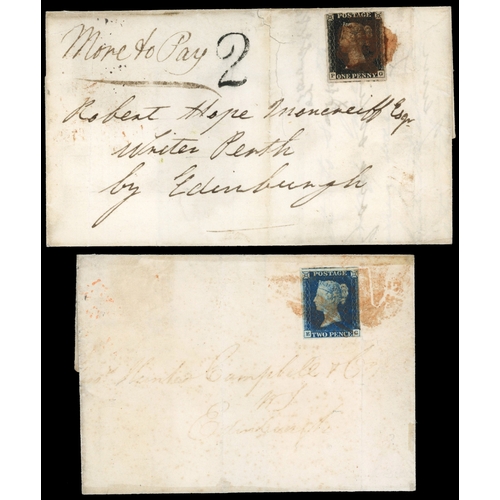 More to Pay
2
POSTAGE
ONE PENNY
Robert Hope Moncreiff Esqr
Writer Perth
by Edinburgh
POSTAGE
TWO PENCE
Campbell & Co
Edinburgh